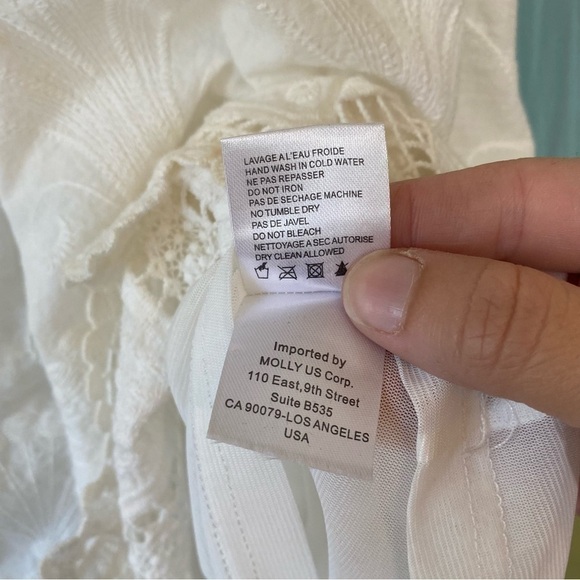 LAVAGE A L'EAU FROIDE
HAND WASH IN COLD WATER
NE PAS REPASSER
DO NOT IRON
PAS DE SECHAGE MACHINE
NO TUMBLE DRY
PAS DE JAVEL
DO NOT BLEACH
NETTOYAGE A SEC AUTORISE
DRY CLEAN ALLOWED
Imported by
MOLLY US Corp.
110 East,9th Street
Suite B535
CA 90079-LOS ANGELES
USA